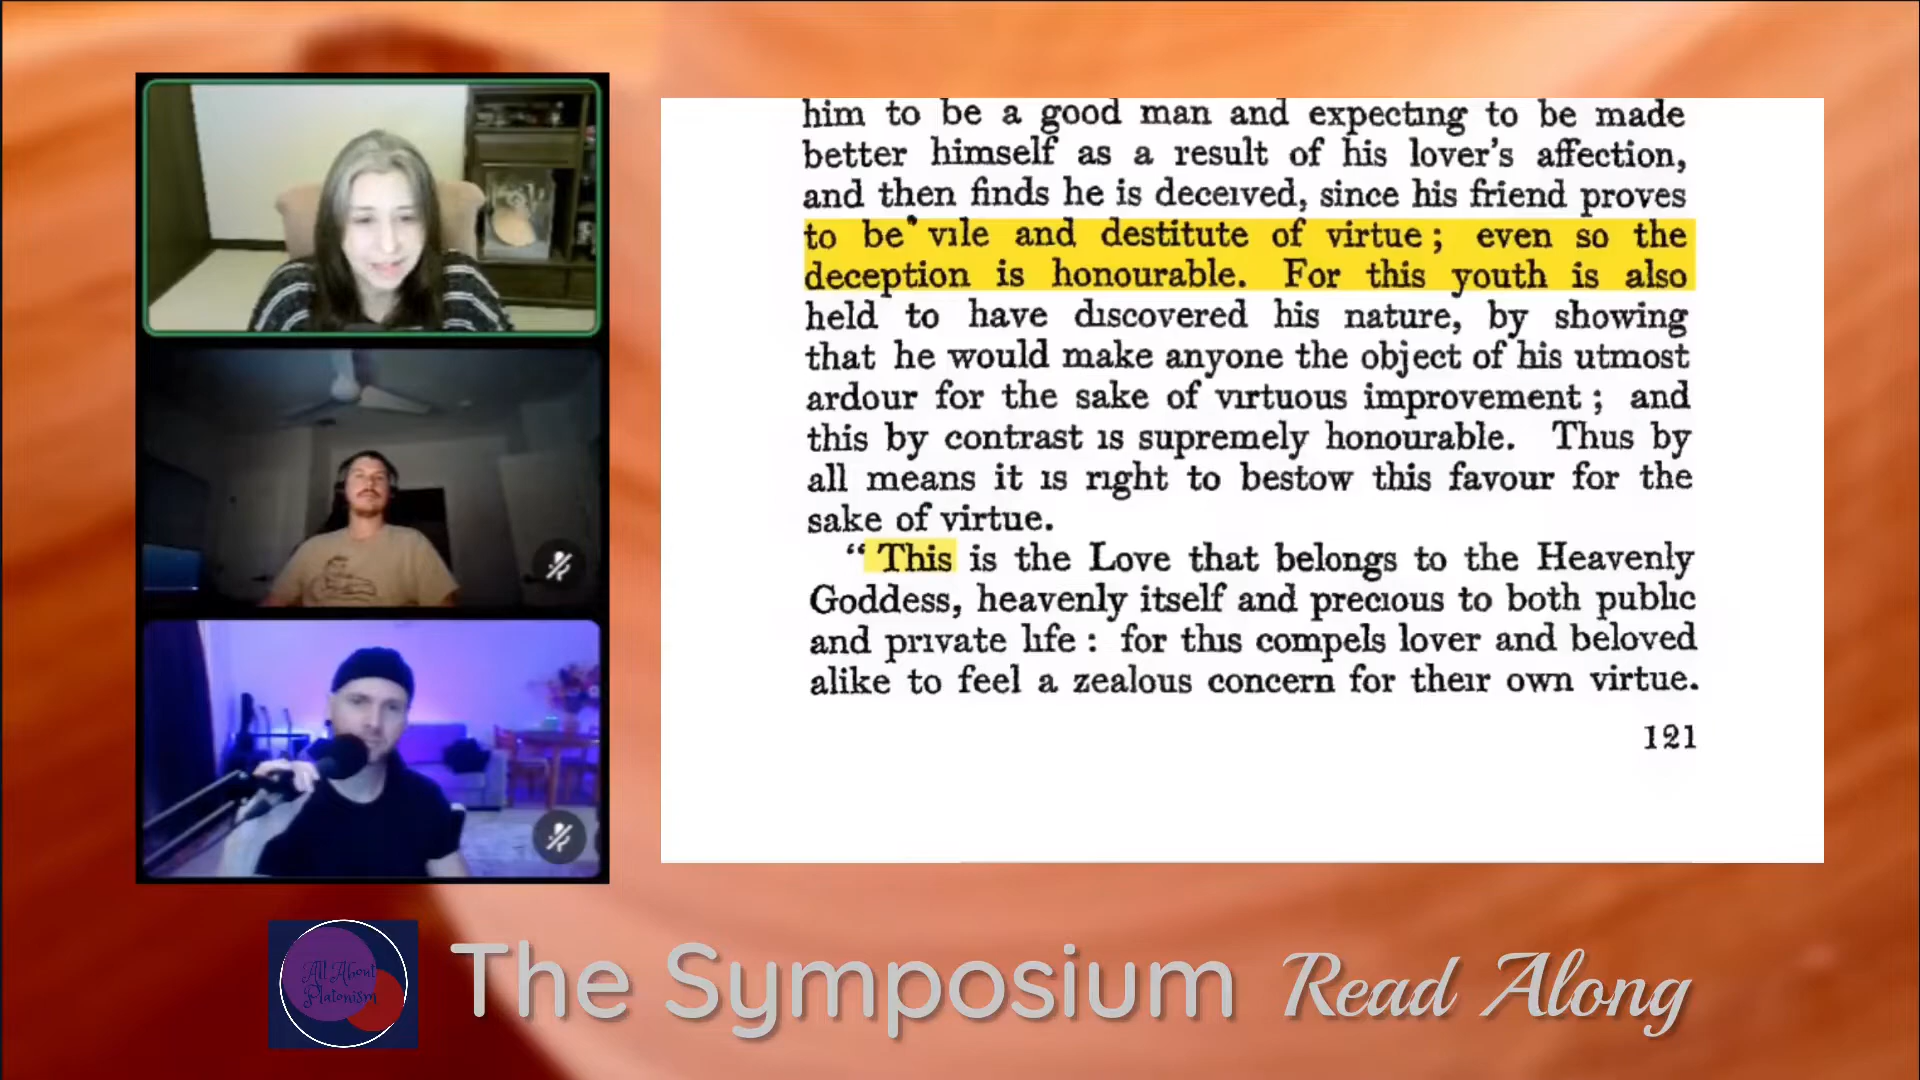 him to be a good man and expecting to be made
better himself as a result of his lover's affection,
and then finds he is deceived, since his friend proves
to be vile and destitute of virtue ; even so the
deception is honourable. For this youth is also
held to have discovered his nature, by showing
that he would make anyone the object of his utmost
ardour for the sake of virtuous improvement ; and
this by contrast is supremely honourable. Thus by
all means it is right to bestow this favour for the
sake of virtue.
“ This is the Love that belongs to the Heavenly
Goddess, heavenly itself and precious to both public
and private life : for this compels lover and beloved
alike to feel a zealous concern for their own virtue.
121
All About
Platonism
The Symposium Read Along